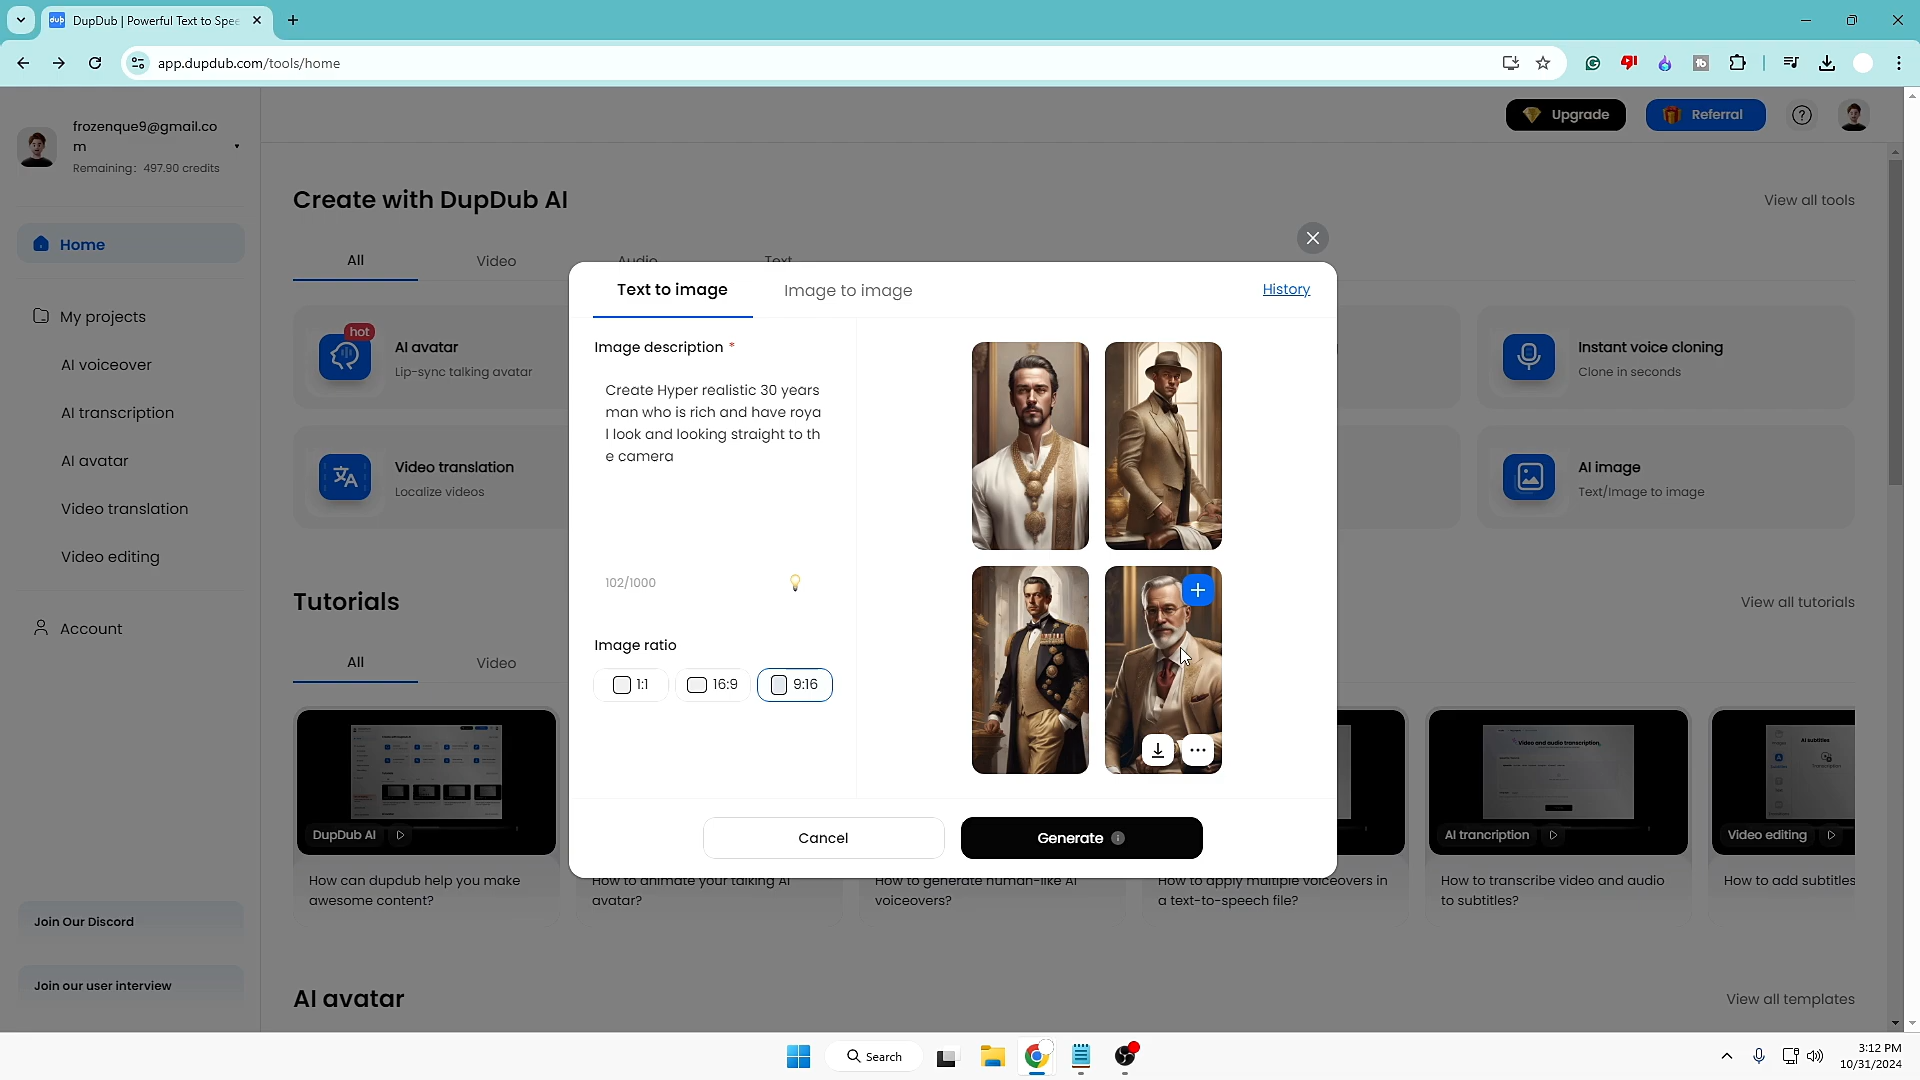 DupDub | Powerful Text to Spee
app.dupdub.com/tools/home
frozenque9@gmail.co
m
Remaining: 497.90 credits
Upgrade
Referral
Home
My projects
AI voiceover
AI transcription
AI avatar
Video translation
Video editing
Account
Join Our Discord
Join our user interview
Create with DupDub AI
View all tools
All
Video
Audio
Text
hot
AI avatar
Lip-sync talking avatar
Instant voice cloning
Clone in seconds
Video translation
Localize videos
AI image
Text/Image to image
Text to image
Image to image
History
Image description *
Create Hyper realistic 30 years
man who is rich and have roya
l look and looking straight to th
e camera
102/1000
Image ratio
1:1
16:9
9:16
Cancel
Generate
Tutorials
View all tutorials
All
Video
DupDub AI
AI trancription
Video editing
AI subtitles
How can dupdub help you make
awesome content?
How to animate your talking AI
avatar?
How to generate human-like AI
voiceovers?
How to apply multiple voiceovers in
a text-to-speech file?
How to transcribe video and audio
to subtitles?
How to add subtitles
AI avatar
View all templates
Search
3:12 PM
10/31/2024